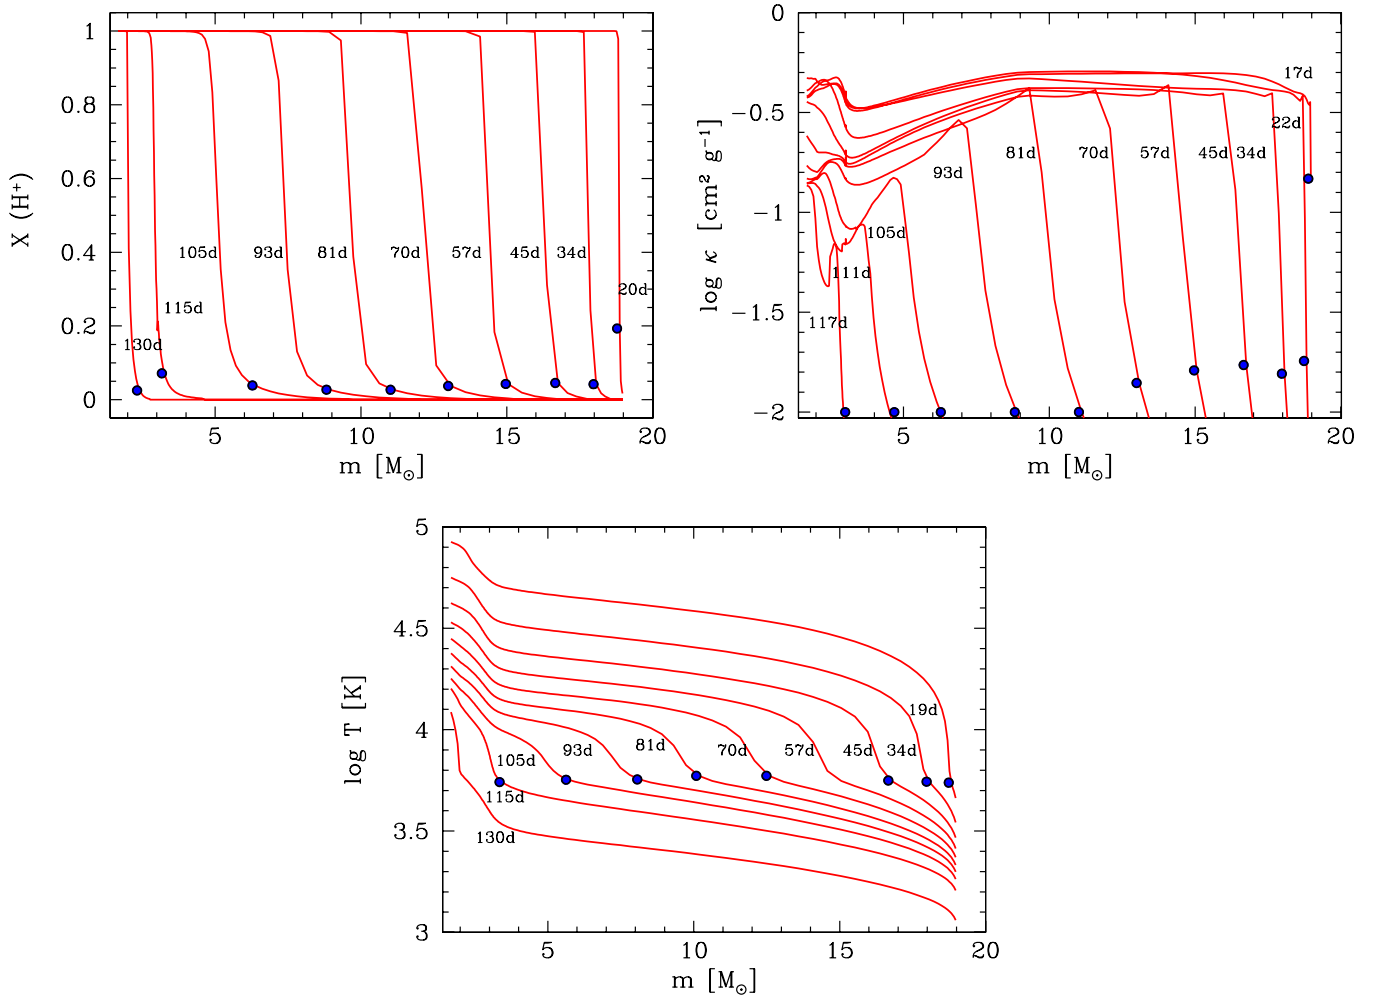 1
0.8
0.6
0.4
0.2
0
X (H⁺)
105d
93d
81d
70d
57d
45d
34d
20d
115d
130d
5
10
15
20
m [M☉]
0
−0.5
−1
−1.5
−2
log κ [cm² g⁻¹]
17d
22d
34d
45d
57d
70d
81d
93d
105d
111d
117d
5
10
15
20
m [M☉]
5
4.5
4
3.5
3
log T [K]
19d
34d
45d
57d
70d
81d
93d
105d
115d
130d
5
10
15
20
m [M☉]